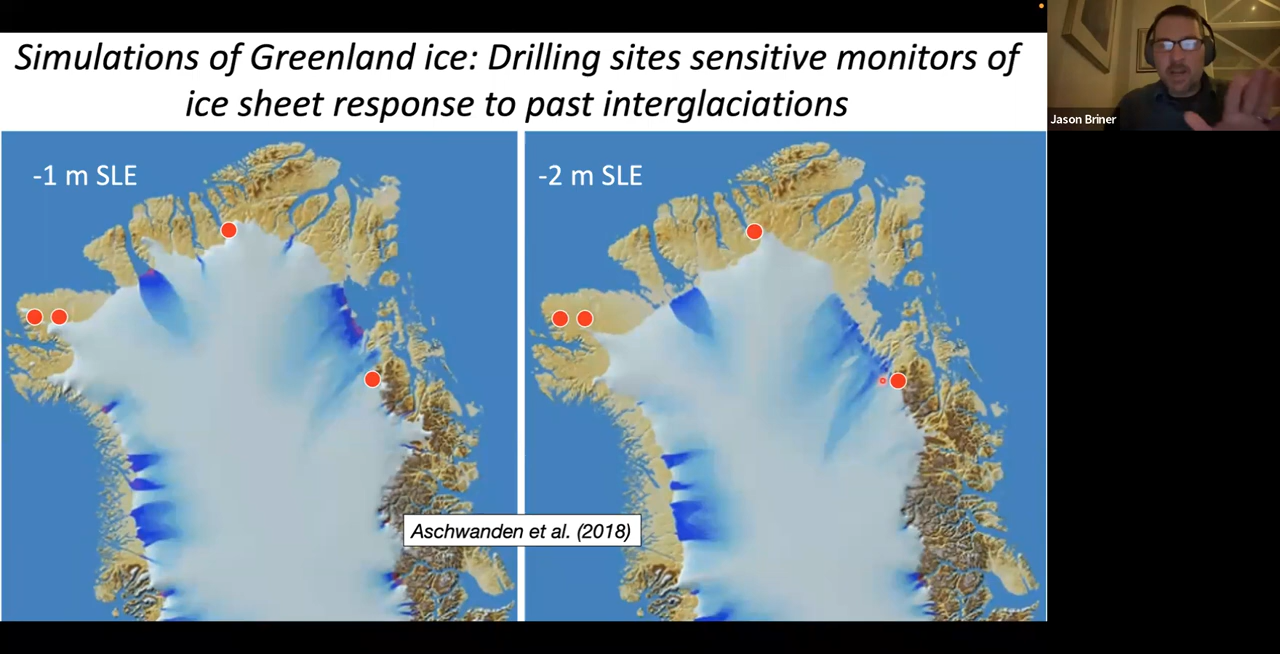 Simulations of Greenland ice: Drilling sites sensitive monitors of
ice sheet response to past interglaciations
Jason Briner
-1 m SLE
-2 m SLE
Aschwanden et al. (2018)